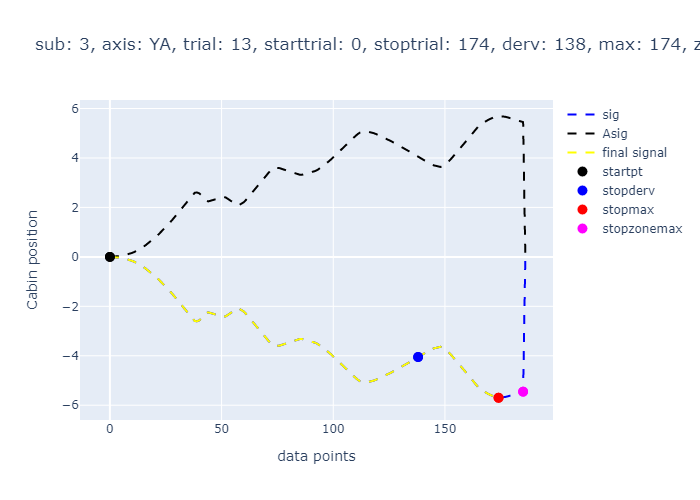 sub: 3, axis: YA, trial: 13, starttrial: 0, stoptrial: 174, derv: 138, max: 174, z
6
4
2
0
−2
−4
−6
Cabin position
0
50
100
150
data points
sig
Asig
final signal
startpt
stopderv
stopmax
stopzonemax